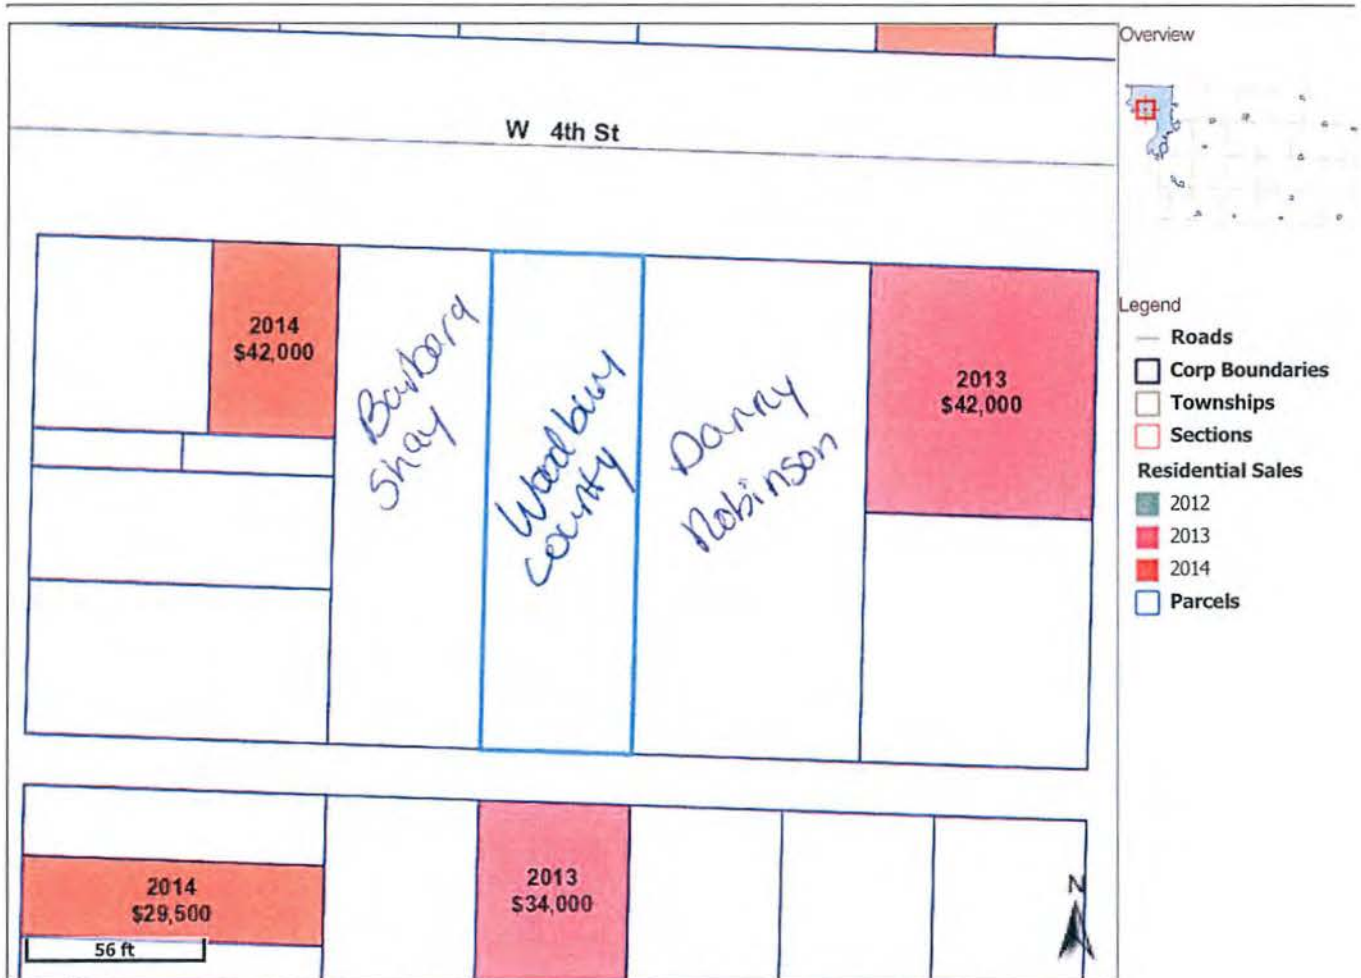 Overview
W 4th St
2014
$42,000
Barbera
Shay
Woodbury
County
Danny
Robinson
2013
$42,000
2014
$29,500
2013
$34,000
56 ft
N
Legend
Roads
Corp Boundaries
Townships
Sections
Residential Sales
2012
2013
2014
Parcels